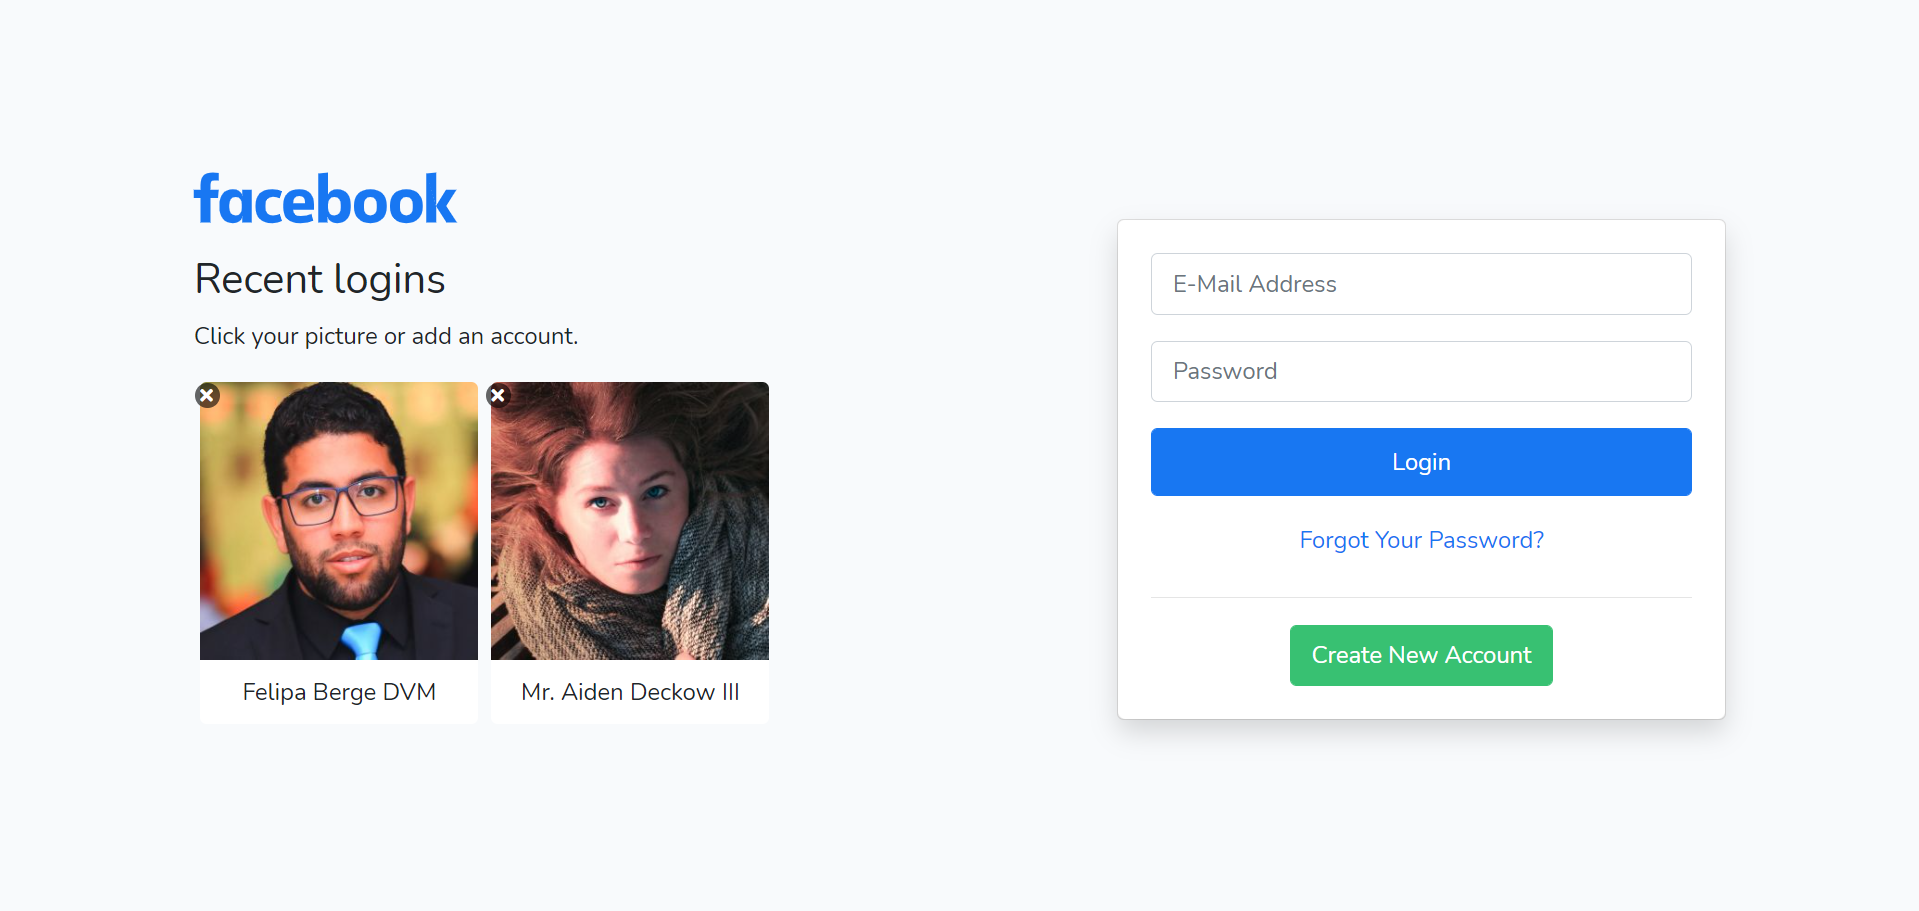 facebook
Recent logins
Click your picture or add an account.
Felipa Berge DVM
Mr. Aiden Deckow III
E-Mail Address
Password
Login
Forgot Your Password?
Create New Account